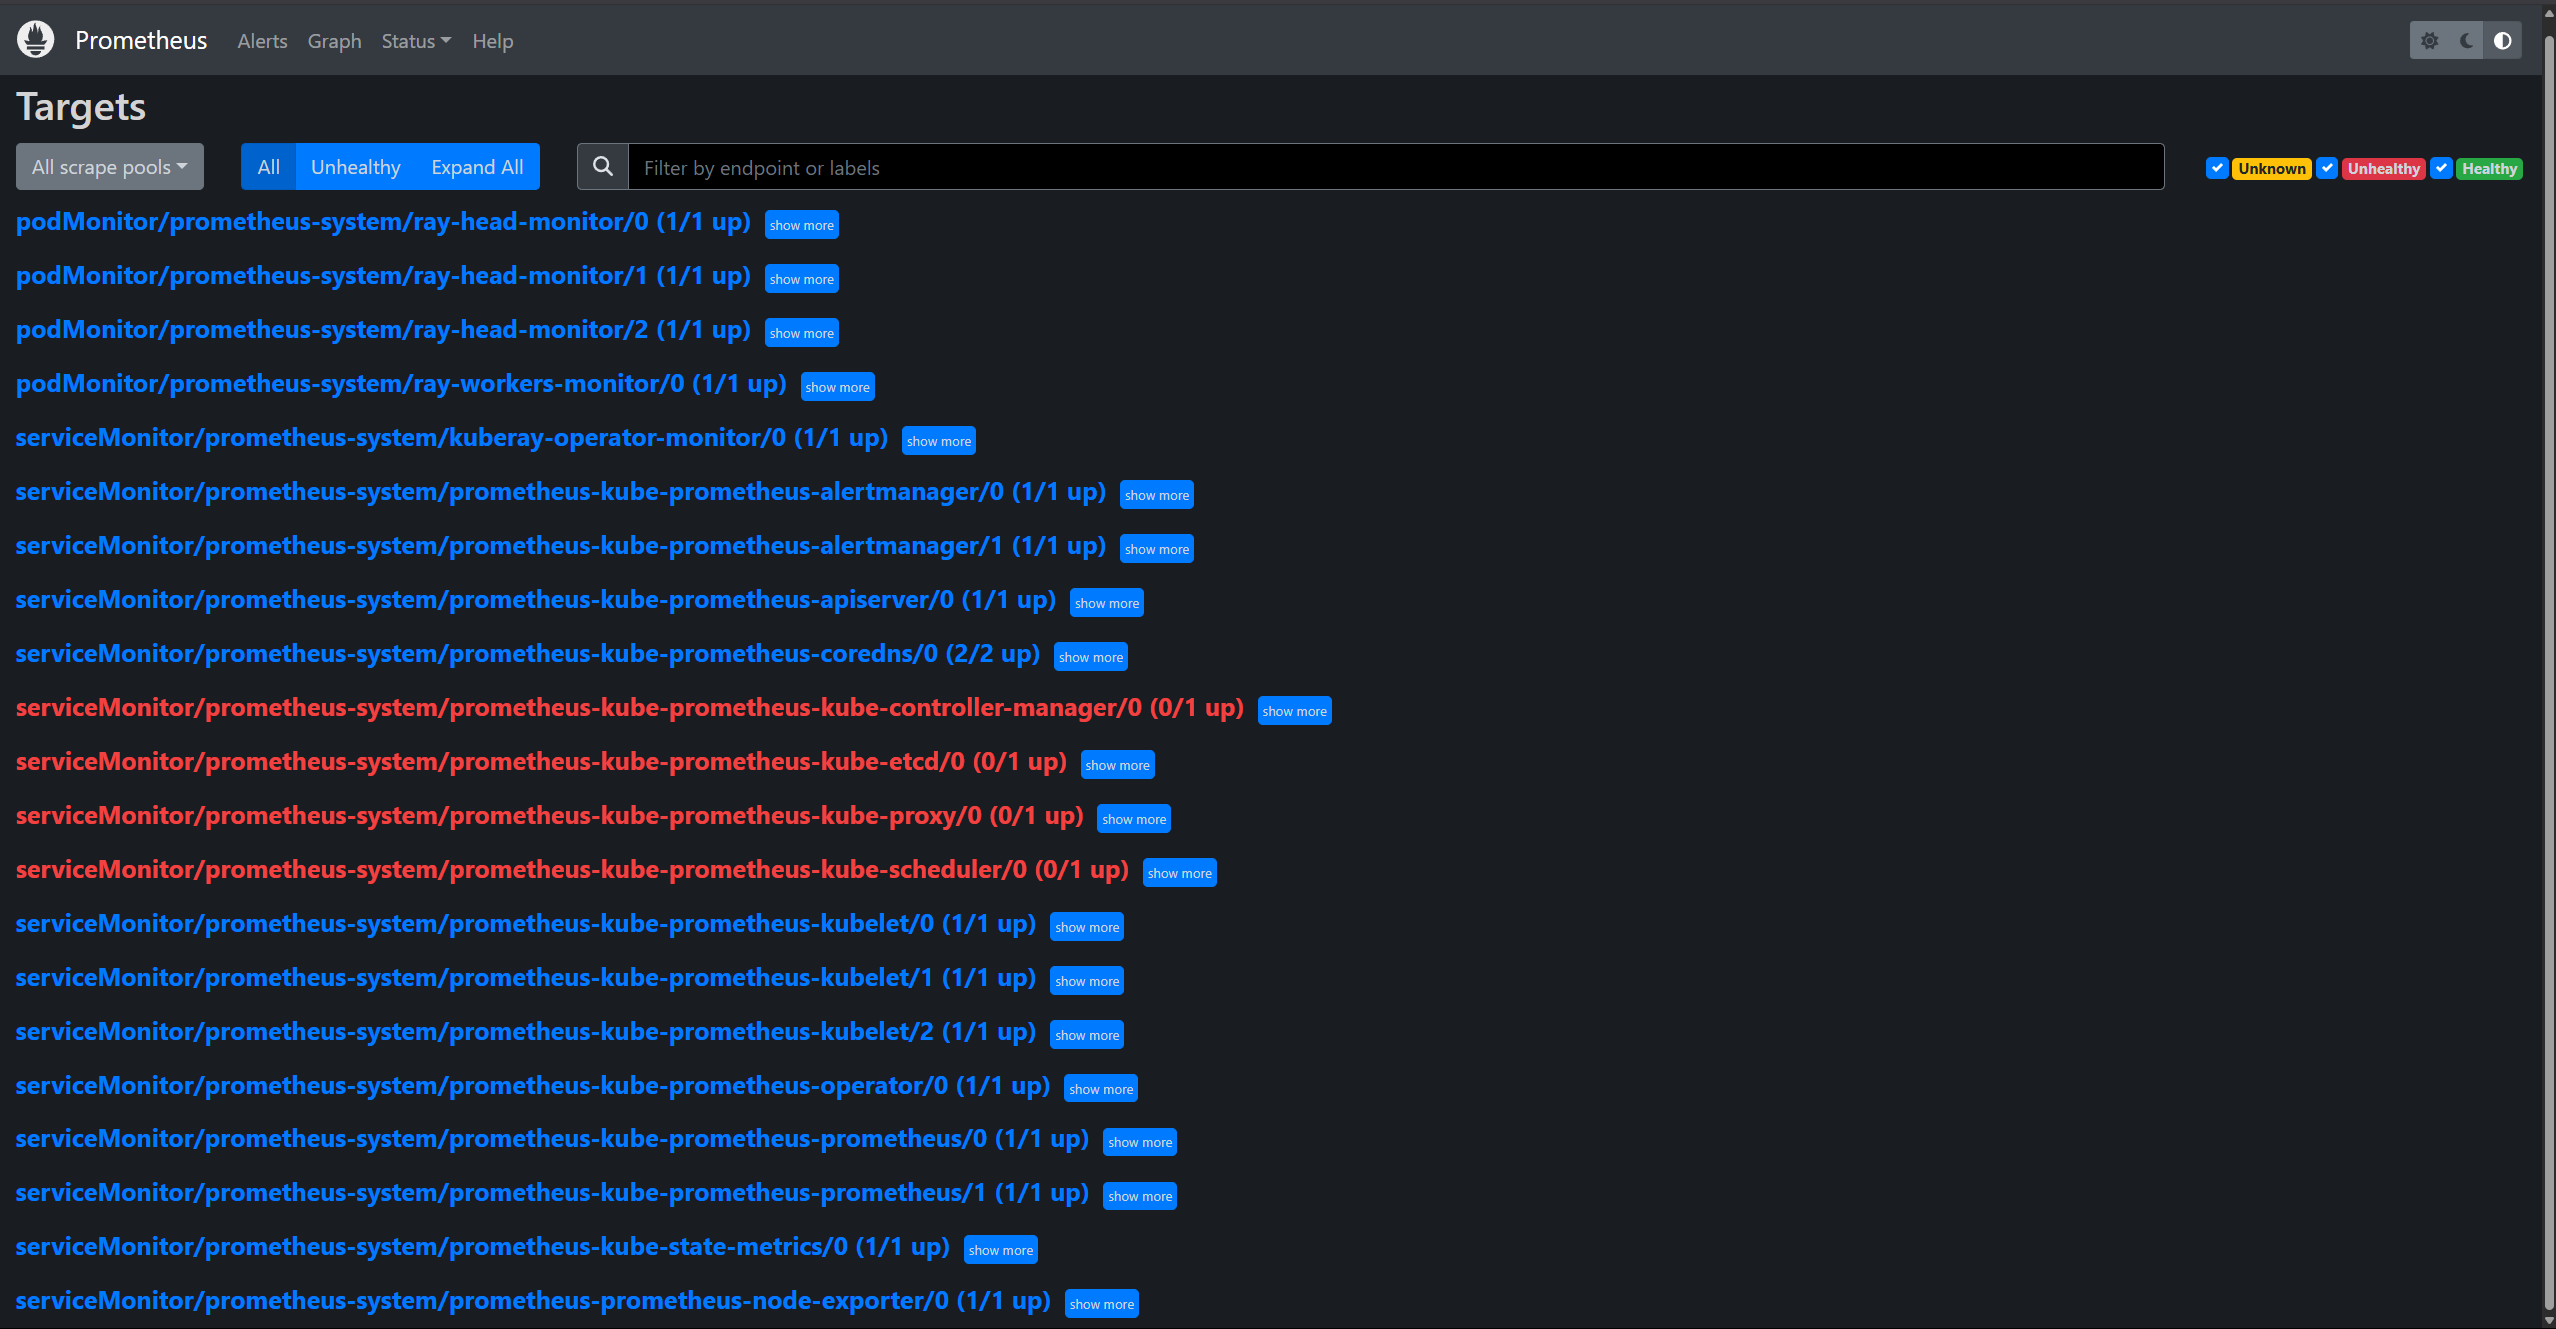 Prometheus Alerts Graph Status Help
Targets
All scrape pools All Unhealthy Expand All Filter by endpoint or labels Unknown Unhealthy Healthy
podMonitor/prometheus-system/ray-head-monitor/0 (1/1 up) show more
podMonitor/prometheus-system/ray-head-monitor/1 (1/1 up) show more
podMonitor/prometheus-system/ray-head-monitor/2 (1/1 up) show more
podMonitor/prometheus-system/ray-workers-monitor/0 (1/1 up) show more
serviceMonitor/prometheus-system/kuberay-operator-monitor/0 (1/1 up) show more
serviceMonitor/prometheus-system/prometheus-kube-prometheus-alertmanager/0 (1/1 up) show more
serviceMonitor/prometheus-system/prometheus-kube-prometheus-alertmanager/1 (1/1 up) show more
serviceMonitor/prometheus-system/prometheus-kube-prometheus-apiserver/0 (1/1 up) show more
serviceMonitor/prometheus-system/prometheus-kube-prometheus-coredns/0 (2/2 up) show more
serviceMonitor/prometheus-system/prometheus-kube-prometheus-kube-controller-manager/0 (0/1 up) show more
serviceMonitor/prometheus-system/prometheus-kube-prometheus-kube-etcd/0 (0/1 up) show more
serviceMonitor/prometheus-system/prometheus-kube-prometheus-kube-proxy/0 (0/1 up) show more
serviceMonitor/prometheus-system/prometheus-kube-prometheus-kube-scheduler/0 (0/1 up) show more
serviceMonitor/prometheus-system/prometheus-kube-prometheus-kubelet/0 (1/1 up) show more
serviceMonitor/prometheus-system/prometheus-kube-prometheus-kubelet/1 (1/1 up) show more
serviceMonitor/prometheus-system/prometheus-kube-prometheus-kubelet/2 (1/1 up) show more
serviceMonitor/prometheus-system/prometheus-kube-prometheus-operator/0 (1/1 up) show more
serviceMonitor/prometheus-system/prometheus-kube-prometheus-prometheus/0 (1/1 up) show more
serviceMonitor/prometheus-system/prometheus-kube-prometheus-prometheus/1 (1/1 up) show more
serviceMonitor/prometheus-system/prometheus-kube-state-metrics/0 (1/1 up) show more
serviceMonitor/prometheus-system/prometheus-prometheus-node-exporter/0 (1/1 up) show more